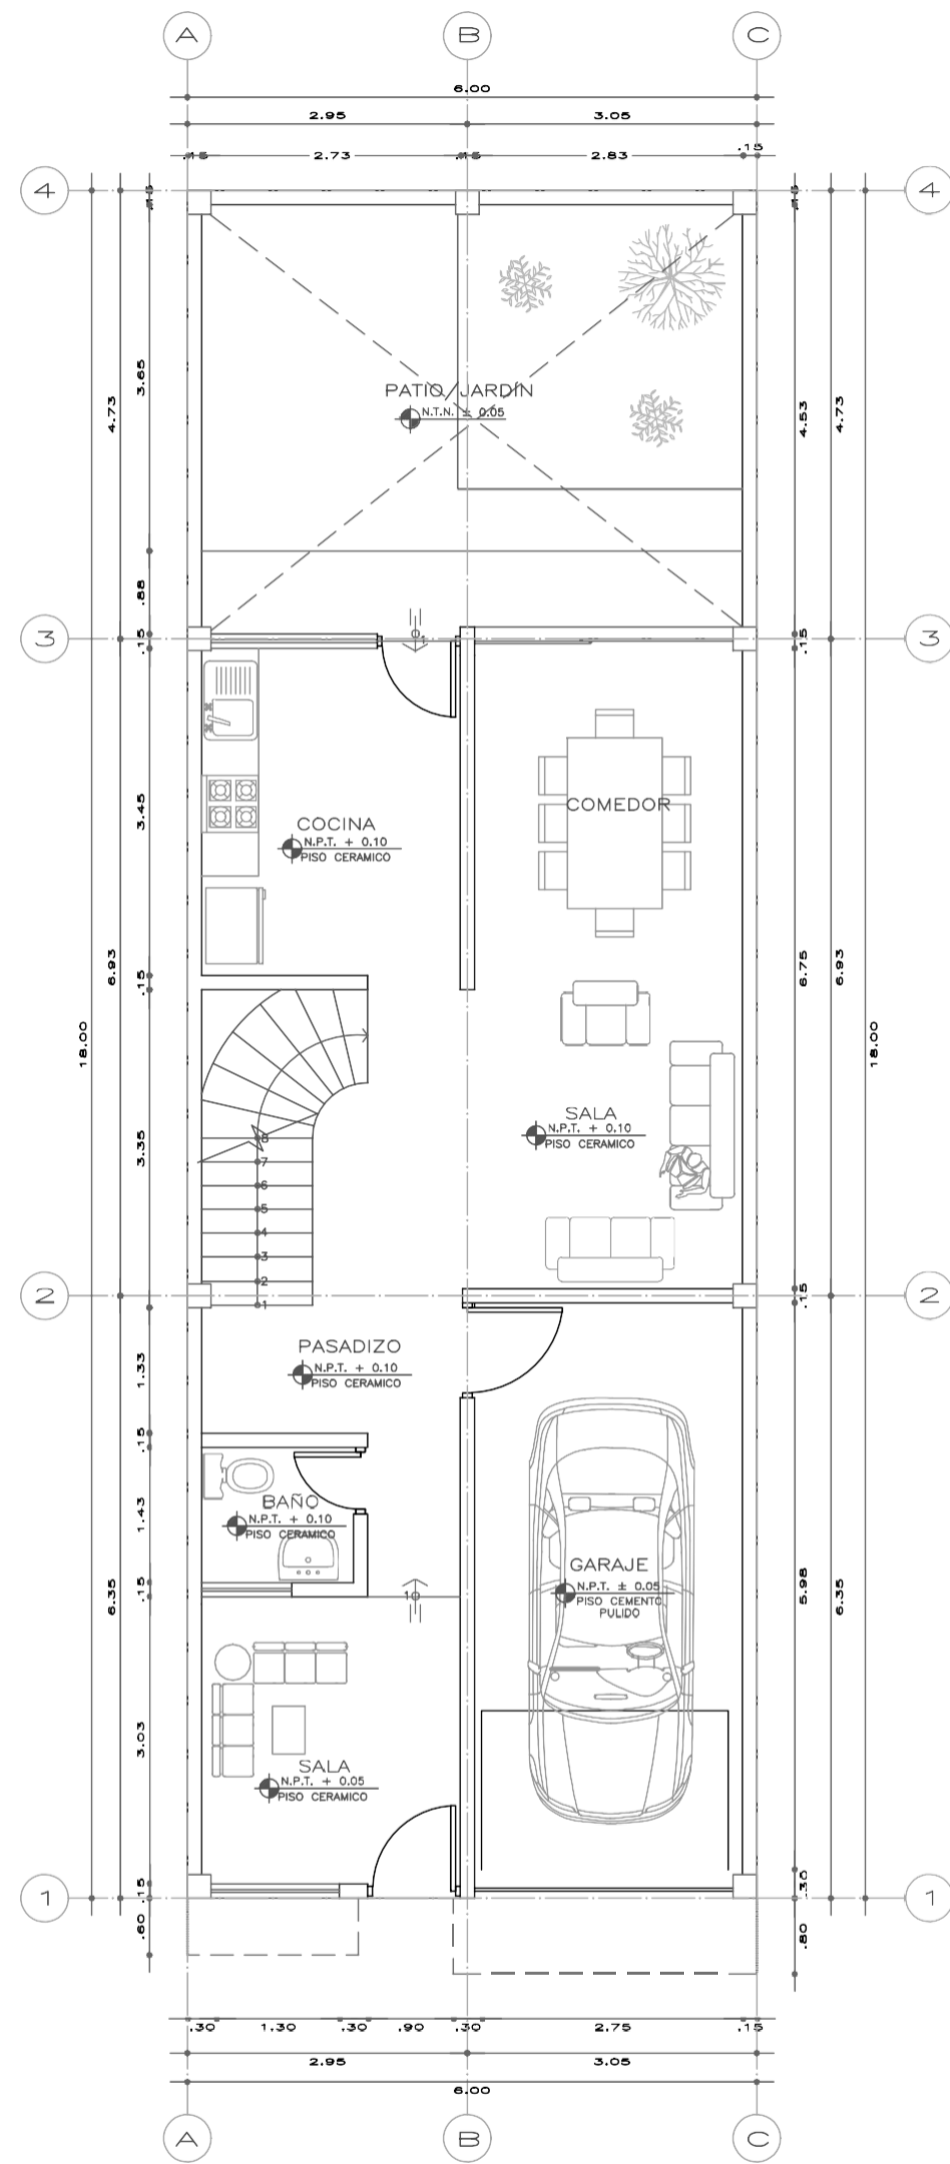 A B C
6.00
2.95 3.05
.15 2.73 .15 2.83 .15
4 4
.15 .15
3.65
4.73 4.53 4.73
PATIO/JARDÍN
N.T.N. ± 0.05
.88
3 3
.15 1 .15
3.45
COMEDOR
COCINA
N.P.T. + 0.10
PISO CERAMICO
6.93 .15 6.75 6.93
18.00 18.00
SALA
N.P.T. + 0.10
PISO CERAMICO
3.35
8
7
6
5
4
3
2
1
2 2
.15
PASADIZO
N.P.T. + 0.10
PISO CERAMICO
1.33
.15
1.43
BAÑO
N.P.T. + 0.10
PISO CERAMICO
GARAJE
N.P.T. ± 0.05
PISO CEMENTO
PULIDO
.15 1
6.35 5.98 6.35
3.03
SALA
N.P.T. + 0.05
PISO CERAMICO
1 1
.15 .30
.60 .80
.30 1.30 .30 .90 .30 2.75 .15
2.95 3.05
6.00
A B C